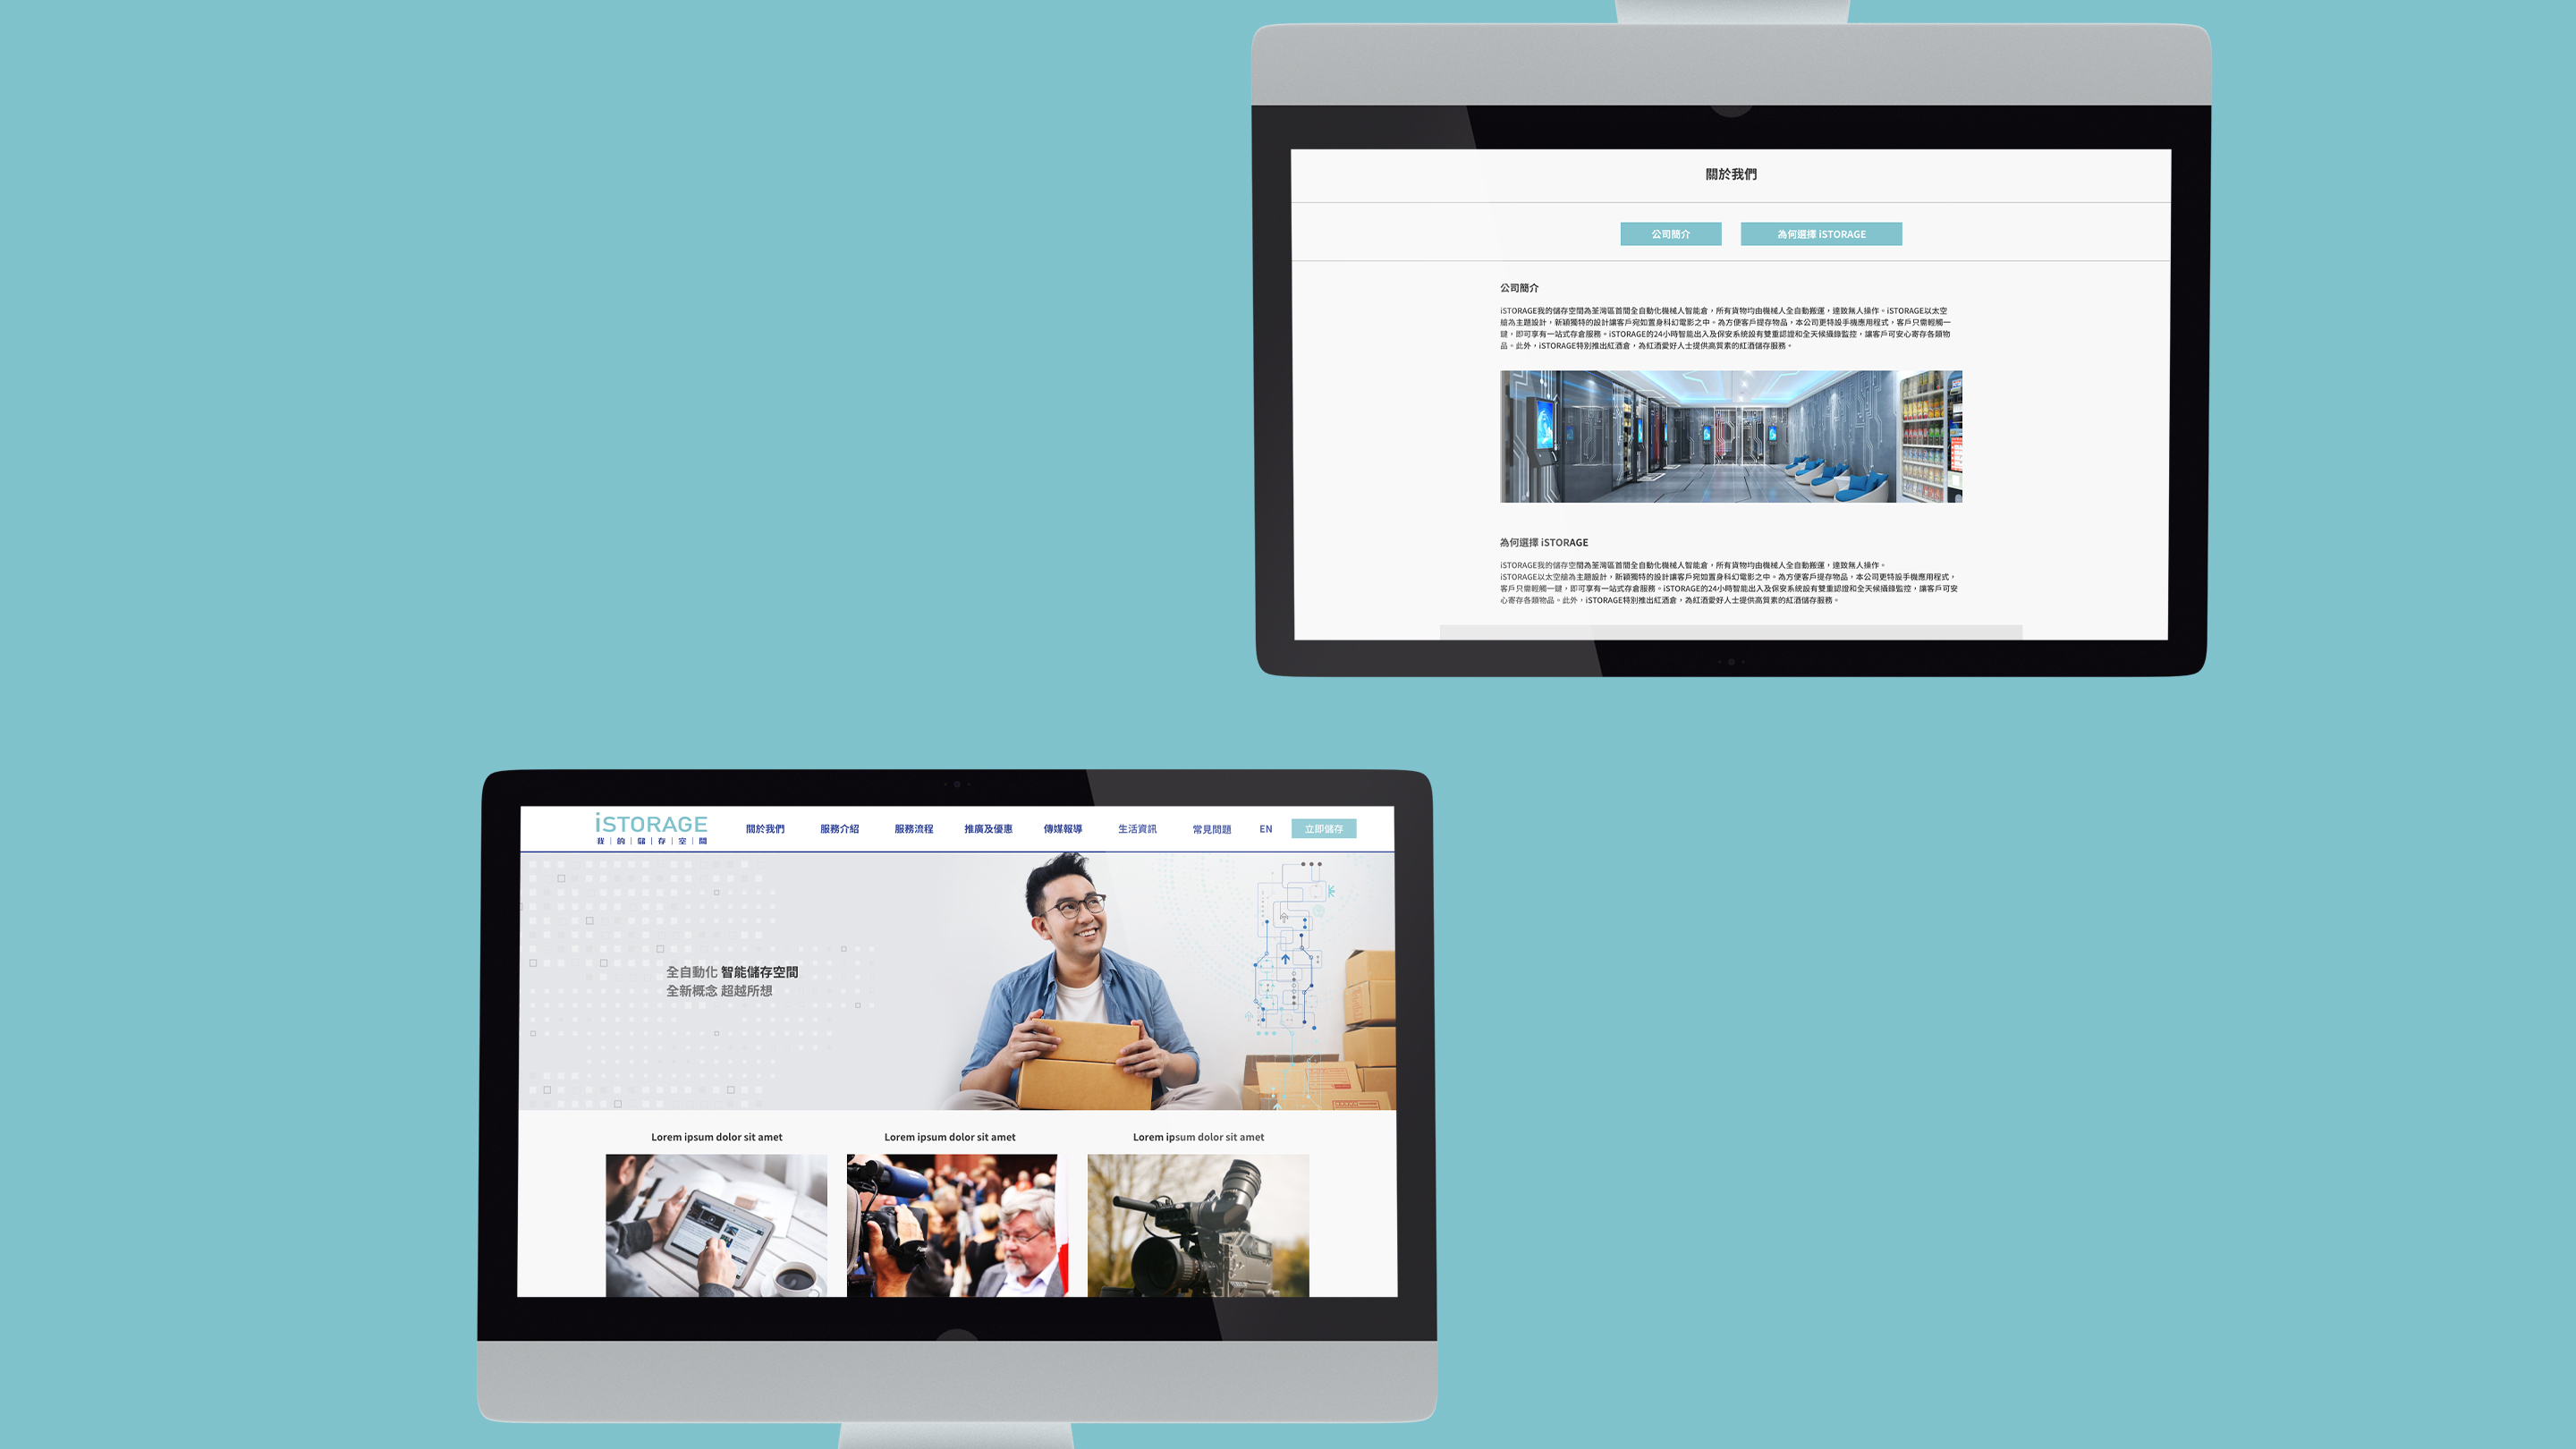 關於我們
公司簡介
為何選擇 iSTORAGE
公司簡介
iSTORAGE我的儲存空間為荃灣區首間全自動化機械人智能倉，所有貨物均由機械人全自動搬運，達致無人操作。iSTORAGE以太空
艙為主題設計，新穎獨特的設計讓客戶宛如置身科幻電影之中。為方便客戶提存物品，本公司更特設手機應用程式，客戶只需輕觸一
鍵，即可享有一站式存倉服務。iSTORAGE的24小時智能出入及保安系統設有雙重認證和全天候攝錄監控，讓客戶可安心寄存各類物
品。此外，iSTORAGE特別推出紅酒倉，為紅酒愛好人士提供高質素的紅酒儲存服務。
為何選擇 iSTORAGE
iSTORAGE我的儲存空間為荃灣區首間全自動化機械人智能倉，所有貨物均由機械人全自動搬運，達致無人操作。
iSTORAGE以太空艙為主題設計，新穎獨特的設計讓客戶宛如置身科幻電影之中。為方便客戶提存物品，本公司更特設手機應用程式，
客戶只需輕觸一鍵，即可享有一站式存倉服務。iSTORAGE的24小時智能出入及保安系統設有雙重認證和全天候攝錄監控，讓客戶可安
心寄存各類物品。此外，iSTORAGE特別推出紅酒倉，為紅酒愛好人士提供高質素的紅酒儲存服務。
iSTORAGE
我|的|儲|存|空|間
關於我們
服務介紹
服務流程
推廣及優惠
傳媒報導
生活資訊
常見問題
EN
立即儲存
全自動化 智能儲存空間
全新概念 超越所想
Lorem ipsum dolor sit amet
Lorem ipsum dolor sit amet
Lorem ipsum dolor sit amet